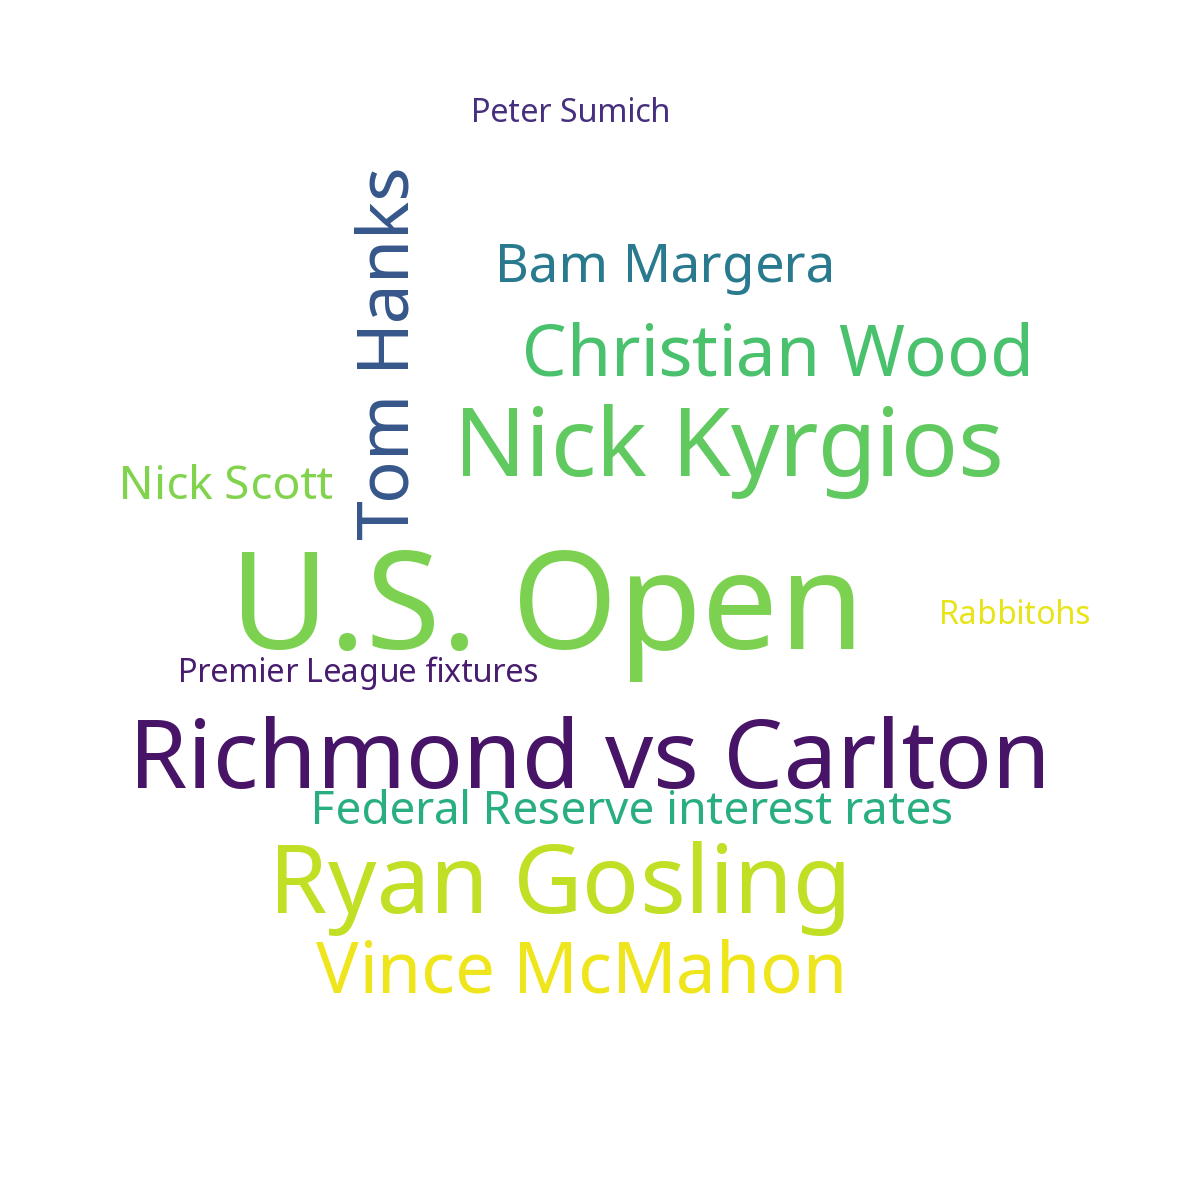 Peter Sumich
Tom Hanks
Bam Margera
Christian Wood
Nick Kyrgios
Nick Scott
U.S. Open
Rabbitohs
Premier League fixtures
Richmond vs Carlton
Federal Reserve interest rates
Ryan Gosling
Vince McMahon